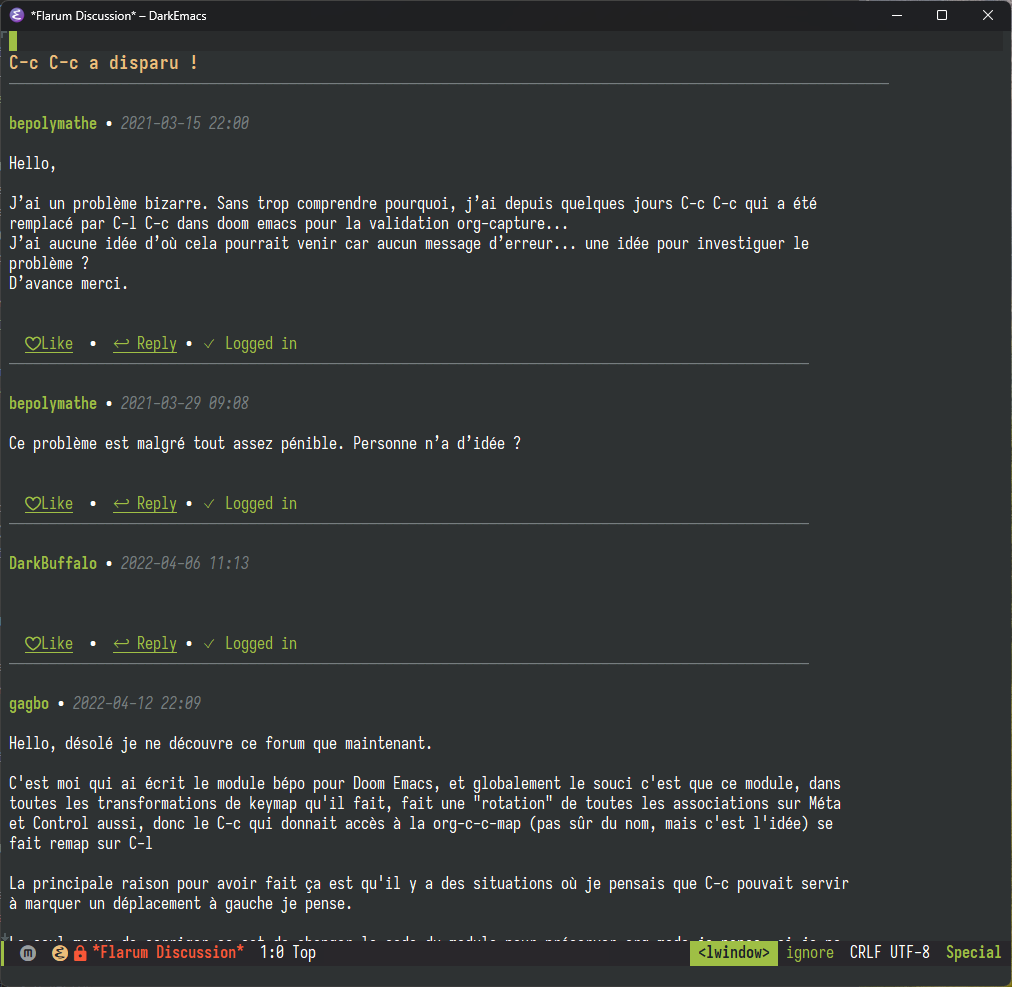 *Flarum Discussion* – DarkEmacs
C-c C-c a disparu !
bepolymathe • 2021-03-15 22:00
Hello,
J’ai un problème bizarre. Sans trop comprendre pourquoi, j’ai depuis quelques jours C-c C-c qui a été
remplacé par C-l C-c dans doom emacs pour la validation org-capture...
J’ai aucune idée d’où cela pourrait venir car aucun message d’erreur... une idée pour investiguer le
problème ?
D’avance merci.
♡Like • ↩ Reply • ✓ Logged in
bepolymathe • 2021-03-29 09:08
Ce problème est malgré tout assez pénible. Personne n’a d’idée ?
♡Like • ↩ Reply • ✓ Logged in
DarkBuffalo • 2022-04-06 11:13
♡Like • ↩ Reply • ✓ Logged in
gagbo • 2022-04-12 22:09
Hello, désolé je ne découvre ce forum que maintenant.
C'est moi qui ai écrit le module bépo pour Doom Emacs, et globalement le souci c'est que ce module, dans
toutes les transformations de keymap qu'il fait, fait une "rotation" de toutes les associations sur Méta
et Control aussi, donc le C-c qui donnait accès à la org-c-c-map (pas sûr du nom, mais c'est l'idée) se
fait remap sur C-l
La principale raison pour avoir fait ça est qu'il y a des situations où je pensais que C-c pouvait servir
à marquer un déplacement à gauche je pense.
*Flarum Discussion* 1:0 Top <lwindow> ignore CRLF UTF-8 Special